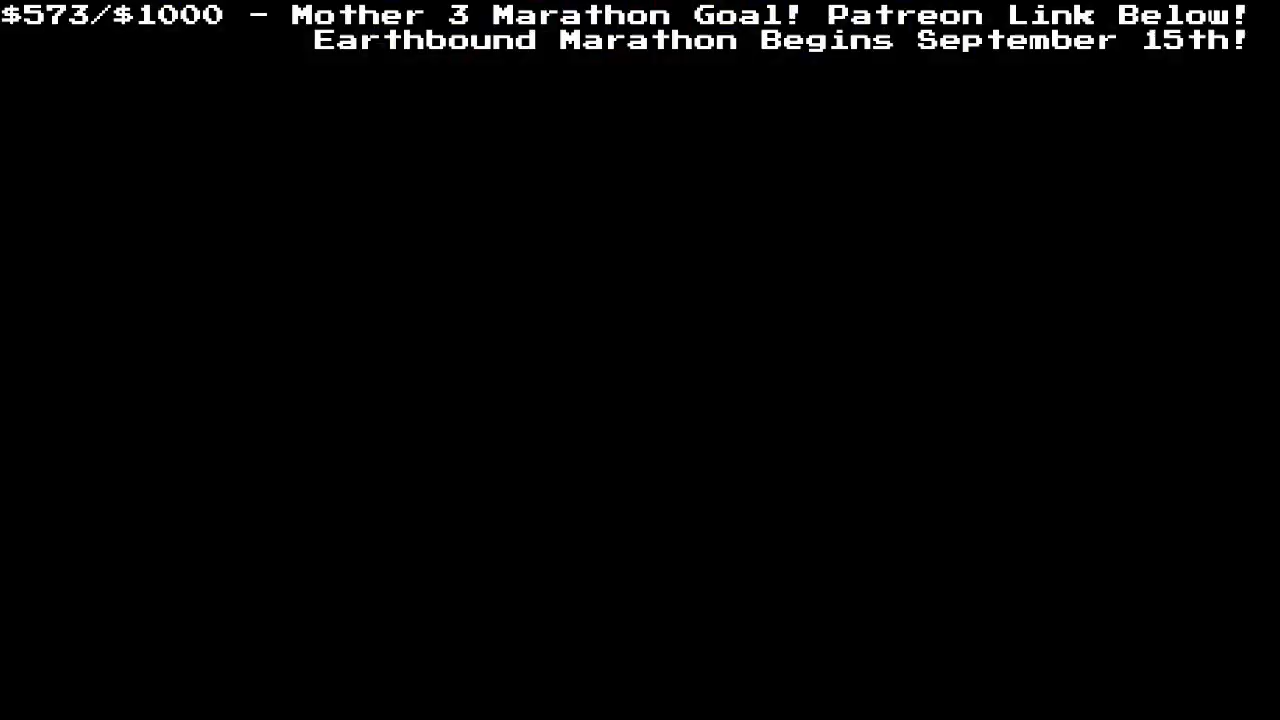 $573/$1000 - Mother 3 Marathon Goal! Patreon Link Below!
Earthbound Marathon Begins September 15th!